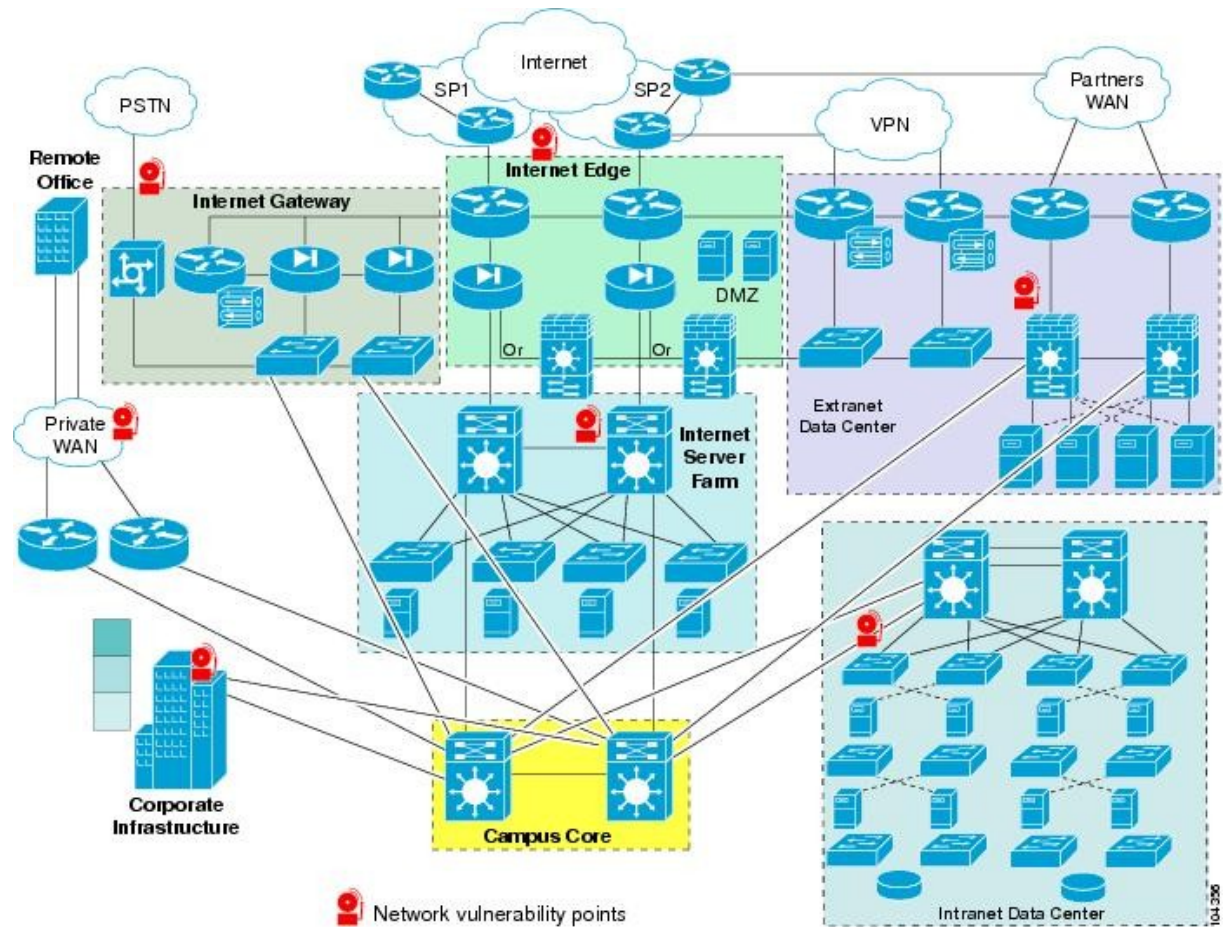 Internet
SP1
SP2
Partners
WAN
PSTN
VPN
Remote
Office
Internet Edge
Internet Gateway
DMZ
Or
Or
Private
WAN
Extranet
Data Center
Internet
Server
Farm
Corporate
Infrastructure
Campus Core
Network vulnerability points
Intranet Data Center
104356